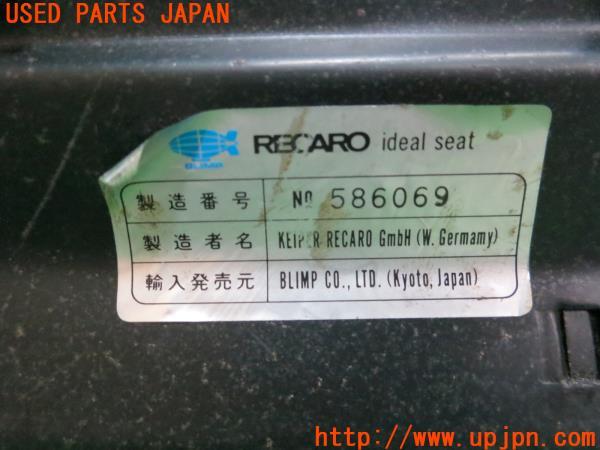 USED PARTS JAPAN
BLIMP
RECARO ideal seat
製造番号 No 586069
製造者名 KEIPER RECARO GmbH (W. Germamy)
輸入発売元 BLIMP CO., LTD. (Kyoto, Japan)
http://www.upjpn.com